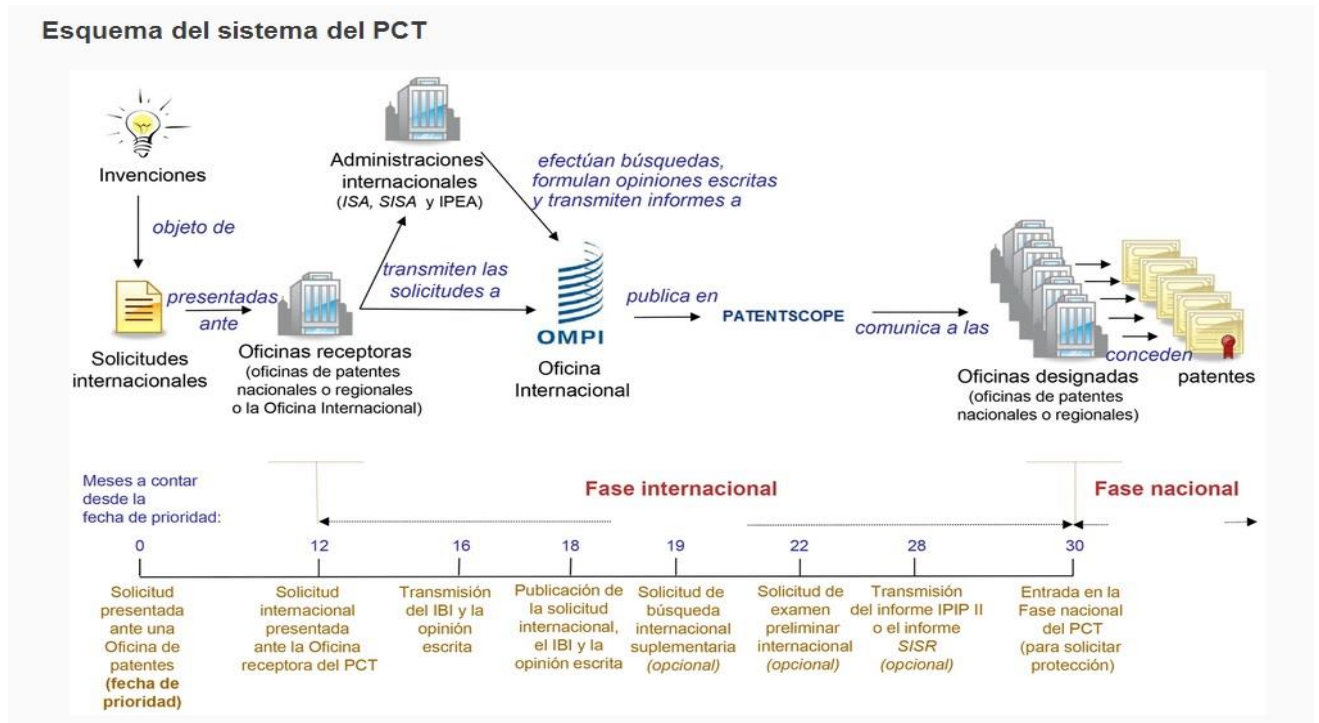 Esquema del sistema del PCT
Invenciones
objeto de
Solicitudes
internacionales
presentadas
ante
Oficinas receptoras
(oficinas de patentes
nacionales o regionales
o la Oficina Internacional)
transmiten las
solicitudes a
Administraciones
internacionales
(ISA, SISA y IPEA)
efectúan búsquedas,
formulan opiniones escritas
y transmiten informes a
OMPI
Oficina
Internacional
publica en
PATENTSCOPE
comunica a las
Oficinas designadas
(oficinas de patentes
nacionales o regionales)
conceden
patentes
Meses a contar
desde la
fecha de prioridad:
Fase internacional
Fase nacional
0
12
16
18
19
22
28
30
Solicitud
presentada
ante una
Oficina de
patentes
(fecha de
prioridad)
Solicitud
internacional
presentada
ante la Oficina
receptora del PCT
Transmisión
del IBI y la
opinión
escrita
Publicación de
la solicitud
internacional,
el IBI y la
opinión escrita
Solicitud de
búsqueda
internacional
suplementaria
(opcional)
Solicitud de
examen
preliminar
internacional
(opcional)
Transmisión
del informe IPIP II
o el informe
SISR
(opcional)
Entrada en la
Fase nacional
del PCT
(para solicitar
protección)